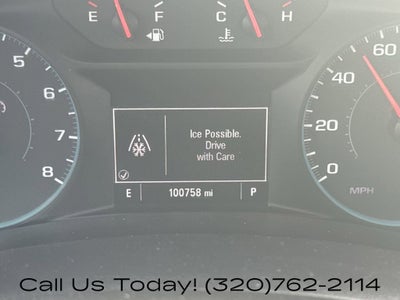 E F C H
5
6
7
8
60
40
20
0
MPH
Ice Possible.
Drive
with Care
E 100758 mi P
Call Us Today! (320)762-2114